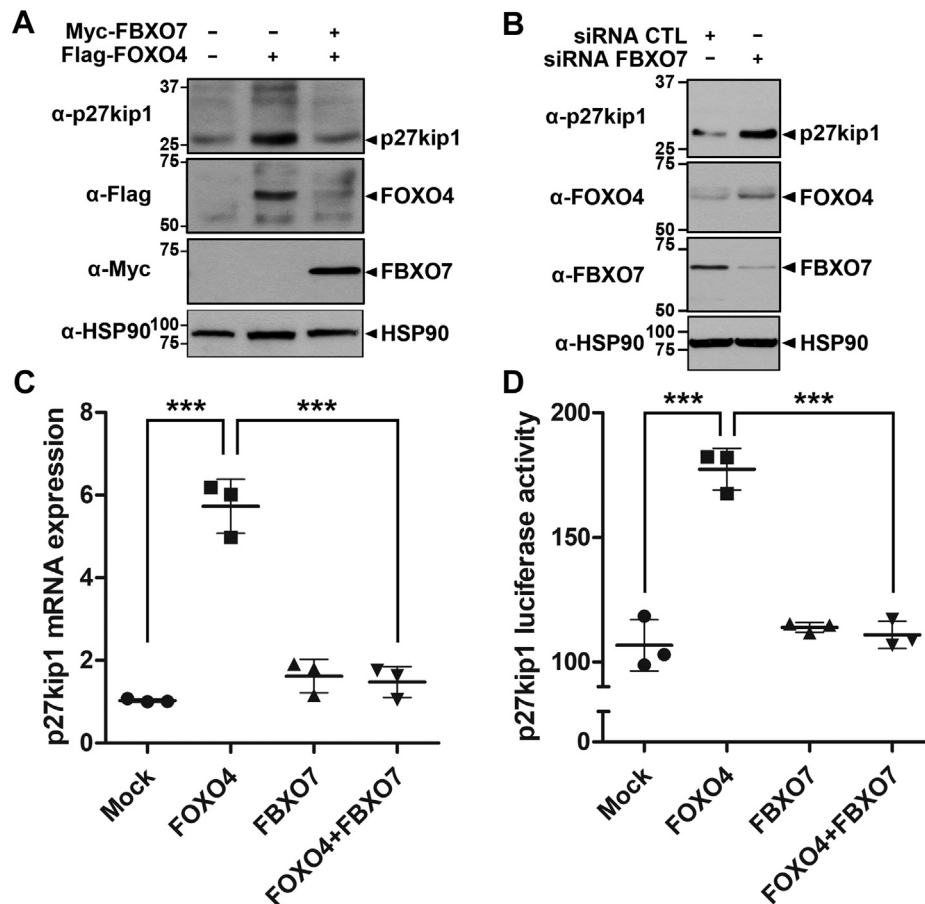 A
Myc-FBXO7 – – +
Flag-FOXO4 – + +
α-p27kip1
37
25
p27kip1
α-Flag
75
50
FOXO4
α-Myc
75
FBXO7
α-HSP90
100
75
HSP90
B
siRNA CTL + –
siRNA FBXO7 – +
α-p27kip1
37
25
p27kip1
α-FOXO4
75
50
FOXO4
α-FBXO7
75
50
FBXO7
α-HSP90
100
75
HSP90
C
p27kip1 mRNA expression
8
6
4
2
0
***
***
Mock
FOXO4
FBXO7
FOXO4+FBXO7
D
p27kip1 luciferase activity
200
150
100
0
***
***
Mock
FOXO4
FBXO7
FOXO4+FBXO7